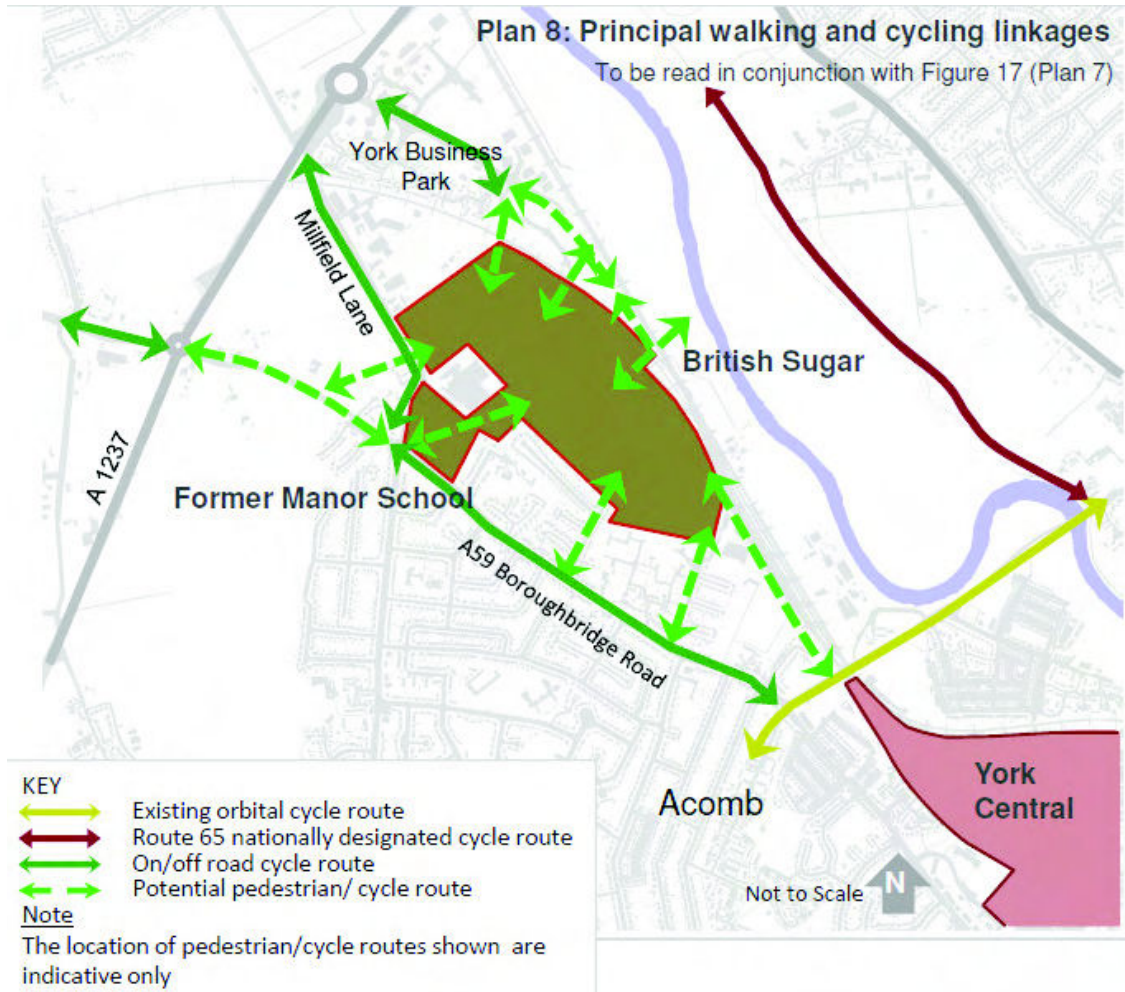 Plan 8: Principal walking and cycling linkages
To be read in conjunction with Figure 17 (Plan 7)
York Business
Park
Millfield Lane
British Sugar
A 1237
Former Manor School
A59 Boroughbridge Road
York
Central
Acomb
Not to Scale
N
KEY
Existing orbital cycle route
Route 65 nationally designated cycle route
On/off road cycle route
Potential pedestrian/ cycle route
Note
The location of pedestrian/cycle routes shown are
indicative only